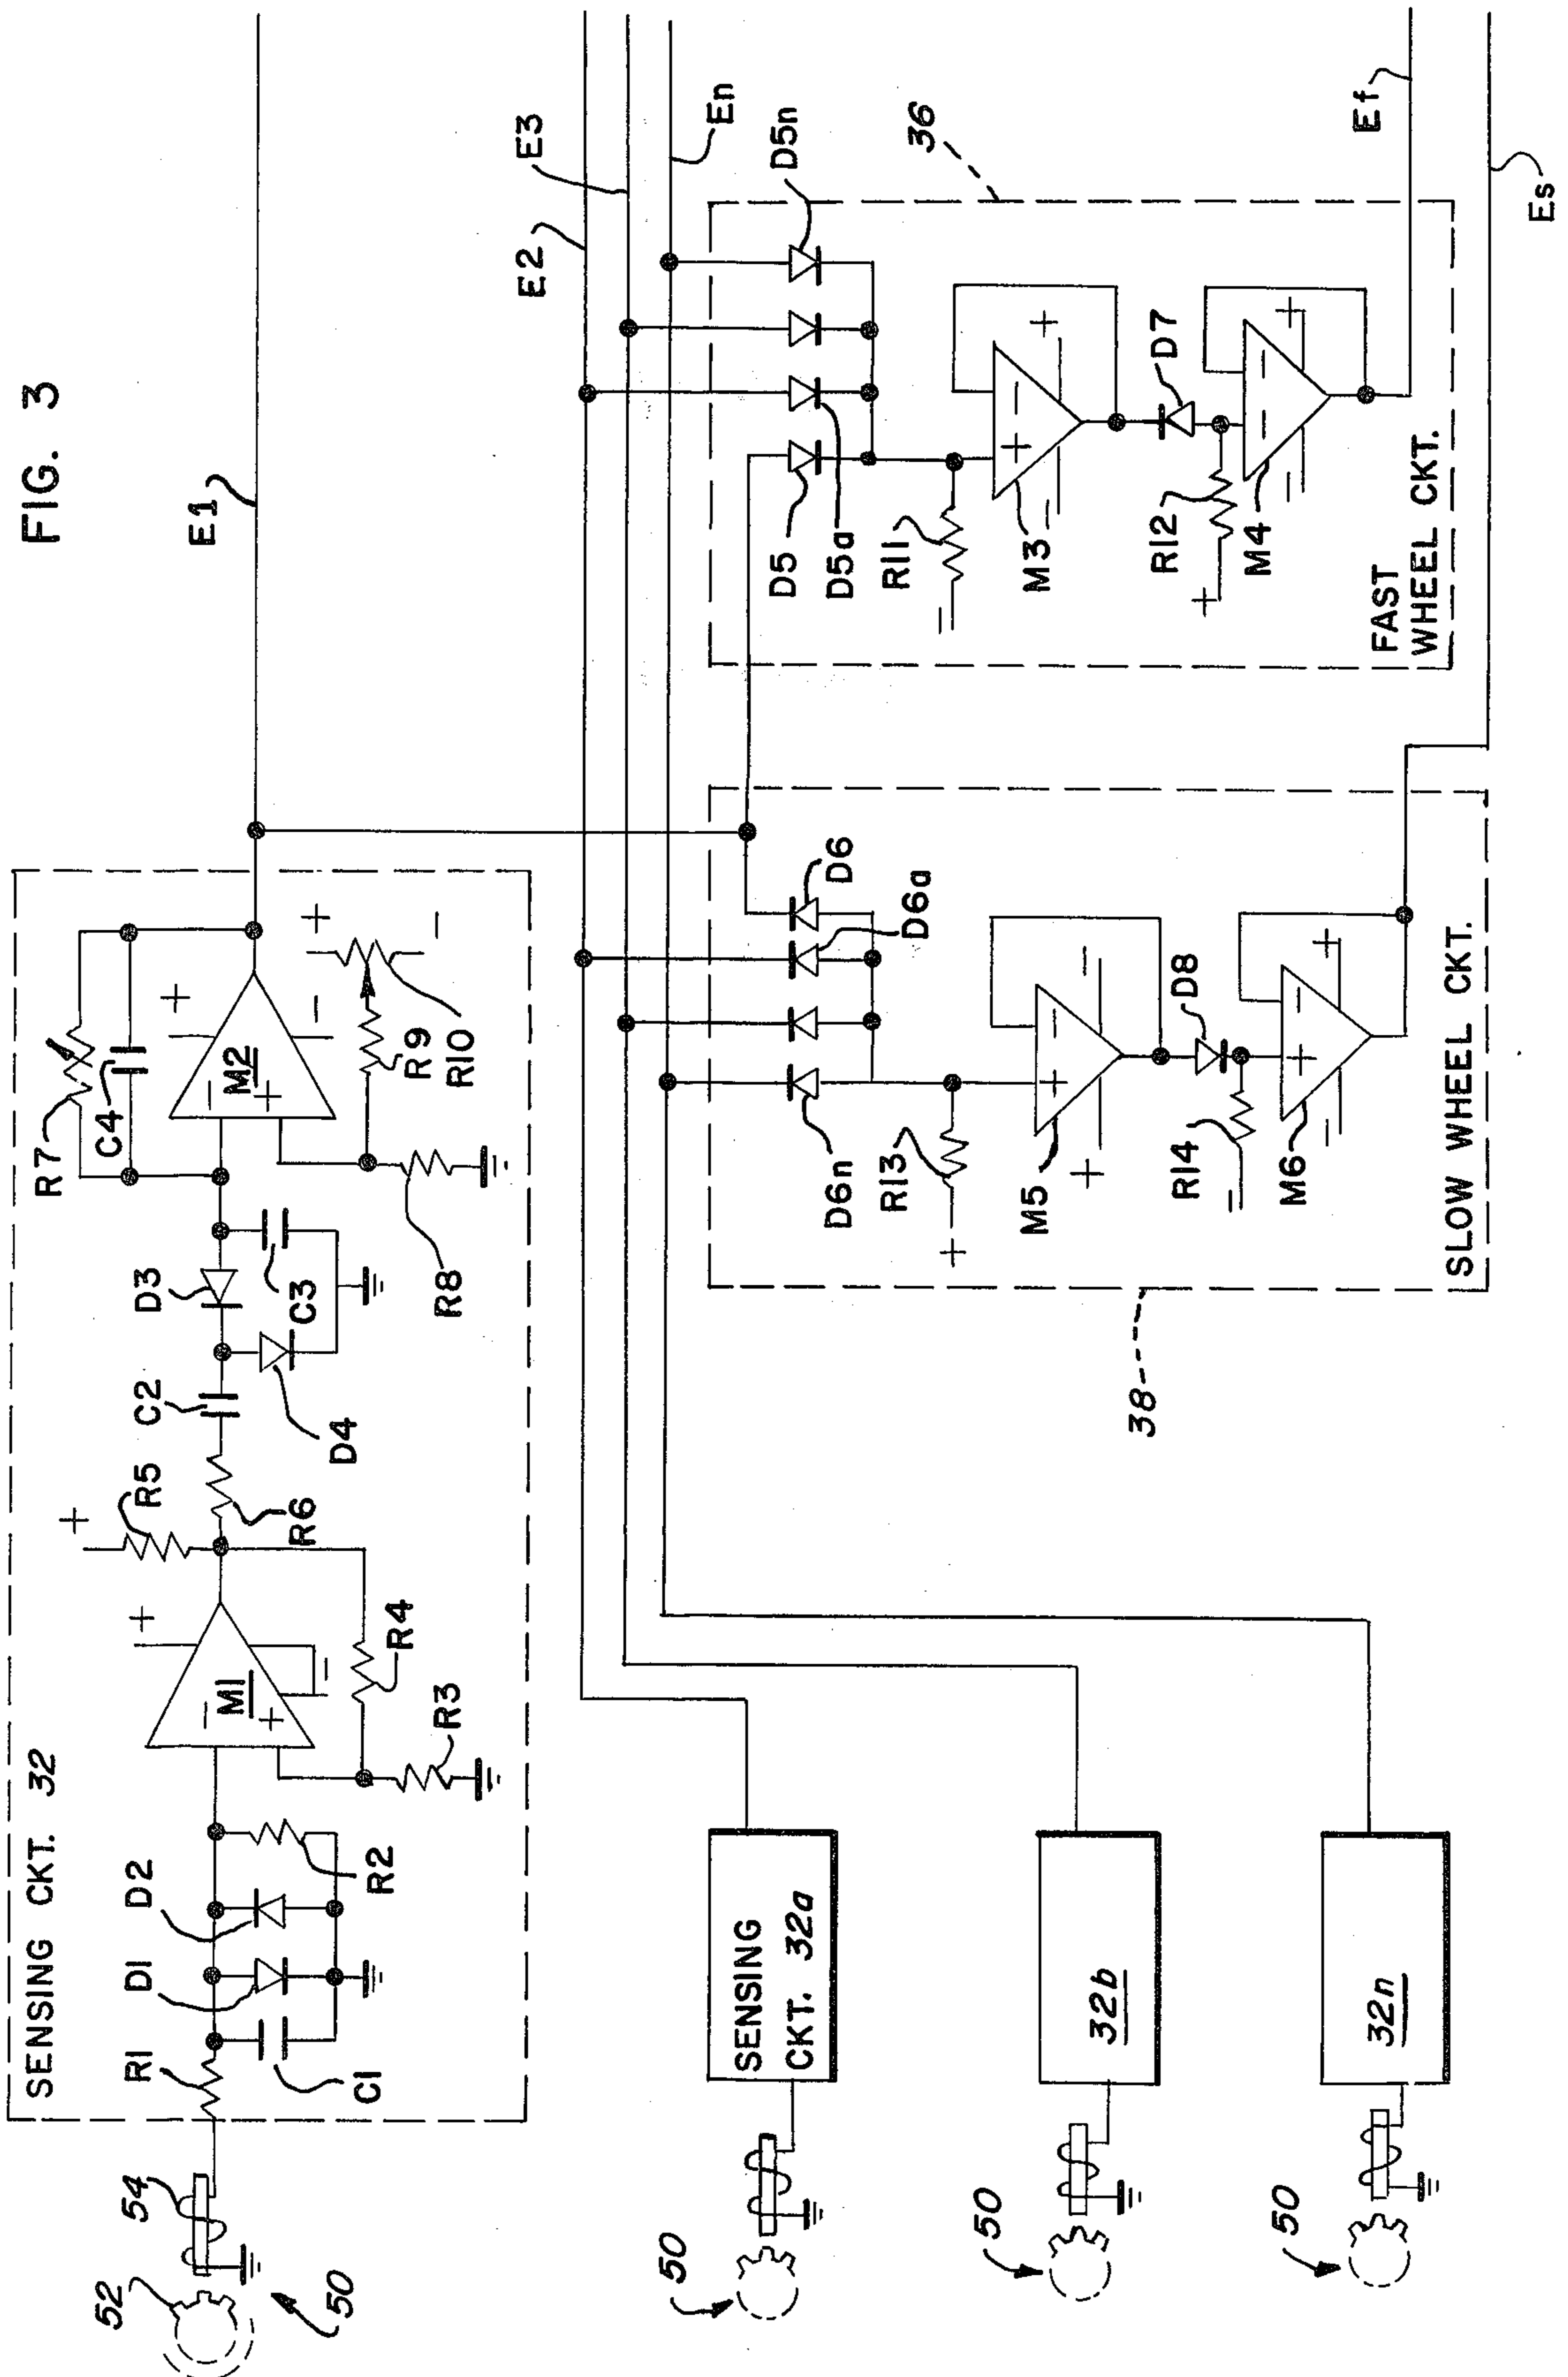 FIG. 3
SENSING CKT. 32
52
54
50
R1
C1
D1
D2
R2
M1
−
+
+
−
R3
R4
+
R5
R6
C2
D4
D3
C3
R7
C4
M2
−
+
+
−
R8
R9
R10
+
−
E1
E2
E3
En
50
SENSING
CKT. 32a
50
32b
50
32n
38
SLOW WHEEL CKT.
D6
D6a
D6n
R13
+
M5
+
−
+
D8
R14
−
M6
+
−
+
−
36
FAST
WHEEL CKT.
D5
D5a
D5n
R11
−
M3
+
−
+
−
D7
R12
+
M4
−
−
+
−
Ef
Es